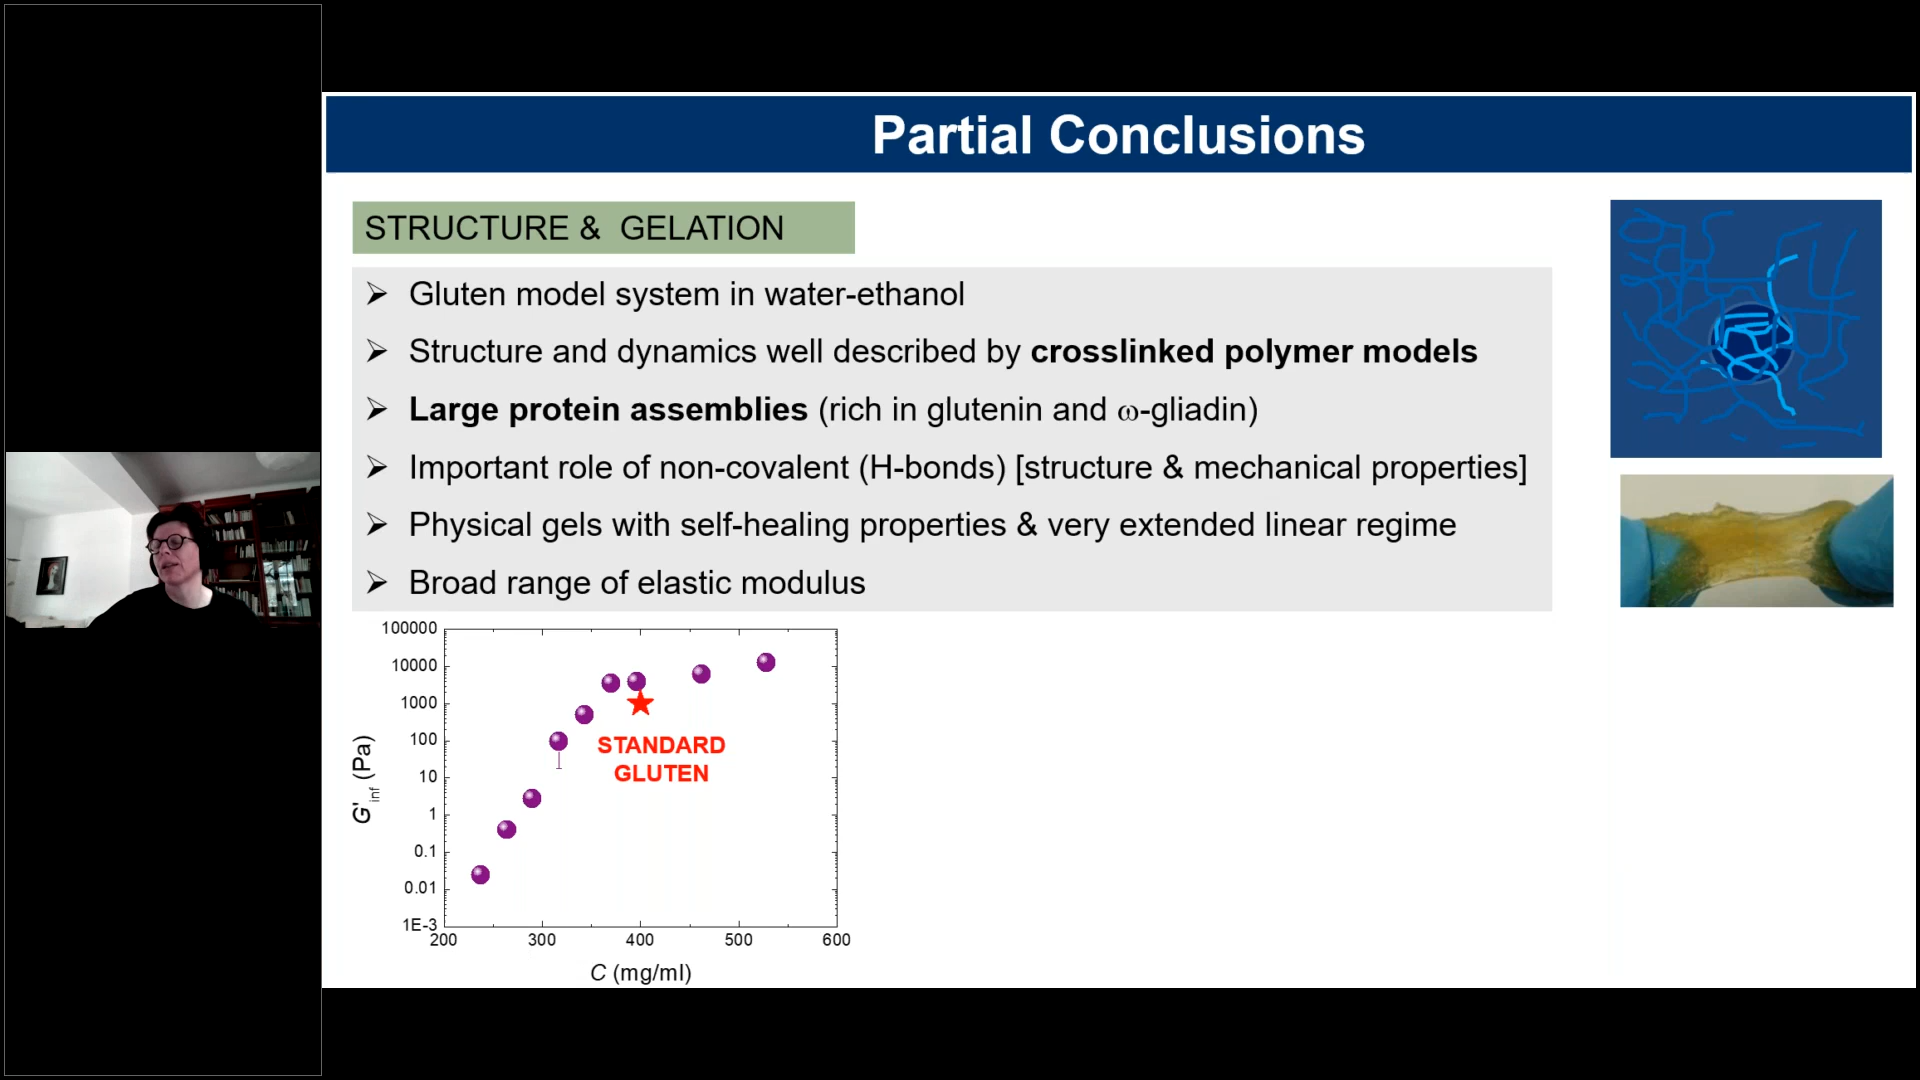 Partial Conclusions
STRUCTURE & GELATION
➢ Gluten model system in water-ethanol
➢ Structure and dynamics well described by crosslinked polymer models
➢ Large protein assemblies (rich in glutenin and ω-gliadin)
➢ Important role of non-covalent (H-bonds) [structure & mechanical properties]
➢ Physical gels with self-healing properties & very extended linear regime
➢ Broad range of elastic modulus
100000
10000
1000
100
10
1
0.1
0.01
1E-3
G'inf (Pa)
STANDARD
GLUTEN
200 300 400 500 600
C (mg/ml)